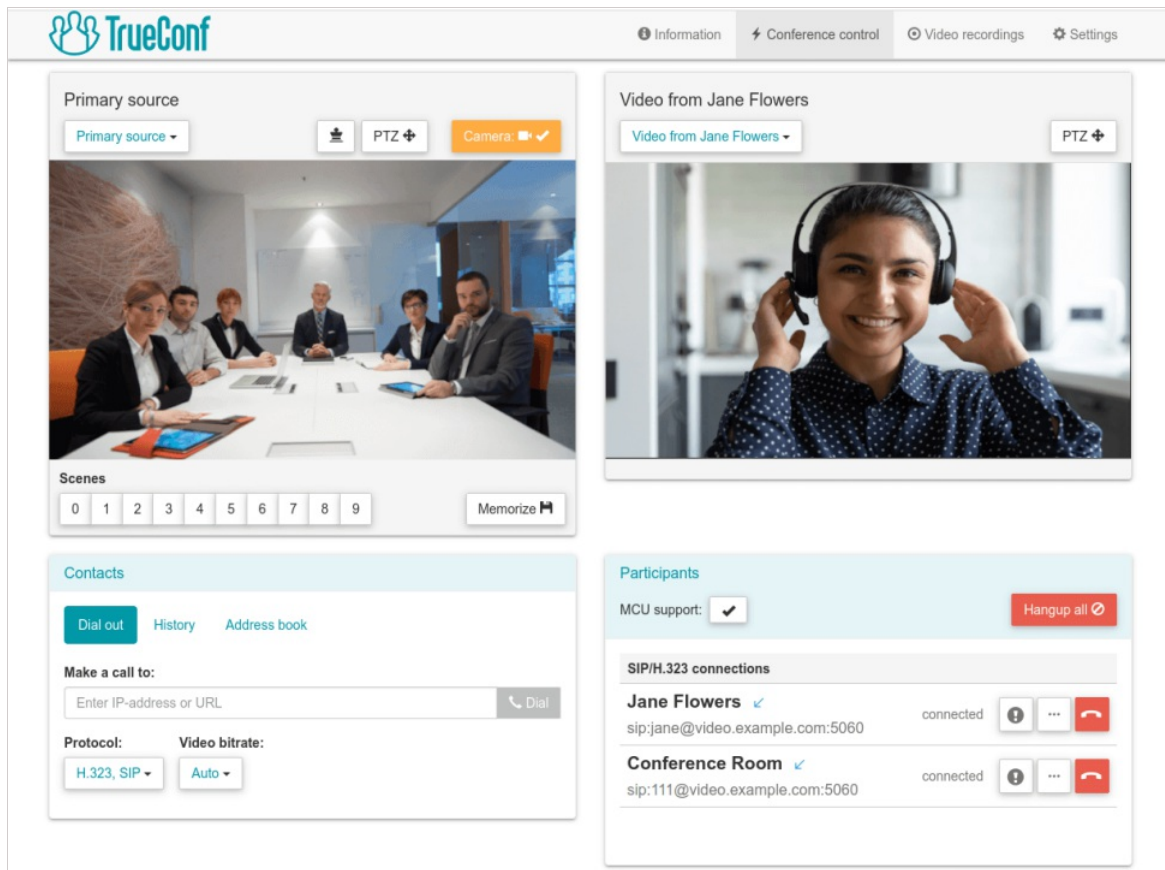 TrueConf
Information Conference control Video recordings Settings
Primary source
Primary source PTZ Camera:
Scenes
0 1 2 3 4 5 6 7 8 9 Memorize
Video from Jane Flowers
Video from Jane Flowers PTZ
Contacts
Dial out History Address book
Make a call to:
Enter IP-address or URL Dial
Protocol: Video bitrate:
H.323, SIP Auto
Participants
MCU support: Hangup all
SIP/H.323 connections
Jane Flowers
sip:jane@video.example.com:5060 connected
Conference Room
sip:111@video.example.com:5060 connected